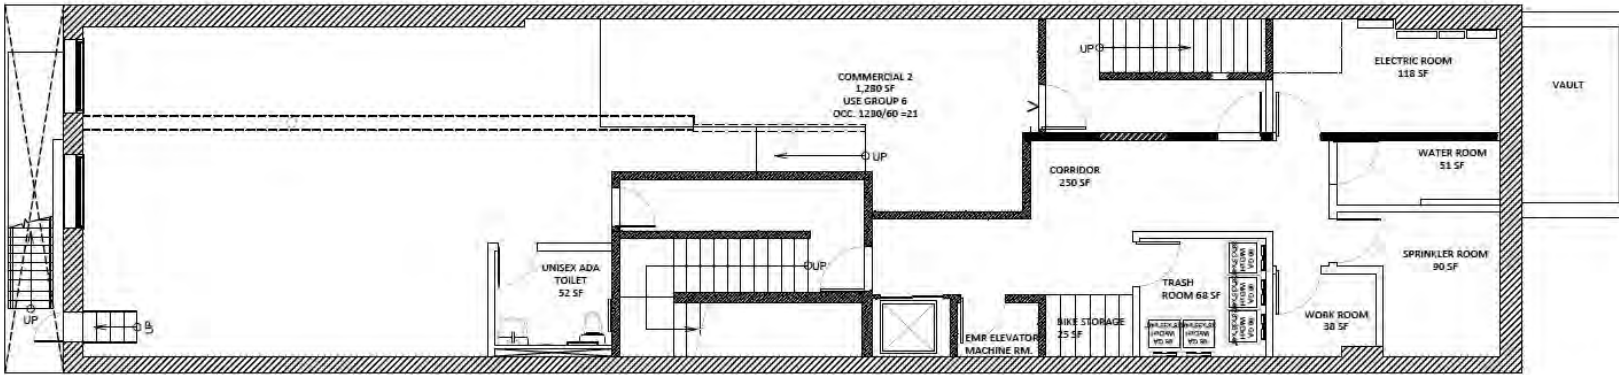 COMMERCIAL 2
1,280 SF
USE GROUP 6
OCC. 1280/60 =21
UP
ELECTRIC ROOM
118 SF
VAULT
UP
CORRIDOR
250 SF
WATER ROOM
51 SF
UNISEX ADA
TOILET
52 SF
UP
TRASH
ROOM 68 SF
SPRINKLER ROOM
90 SF
UP
UP
EMR ELEVATOR
MACHINE RM.
BIKE STORAGE
25 SF
WORK ROOM
38 SF